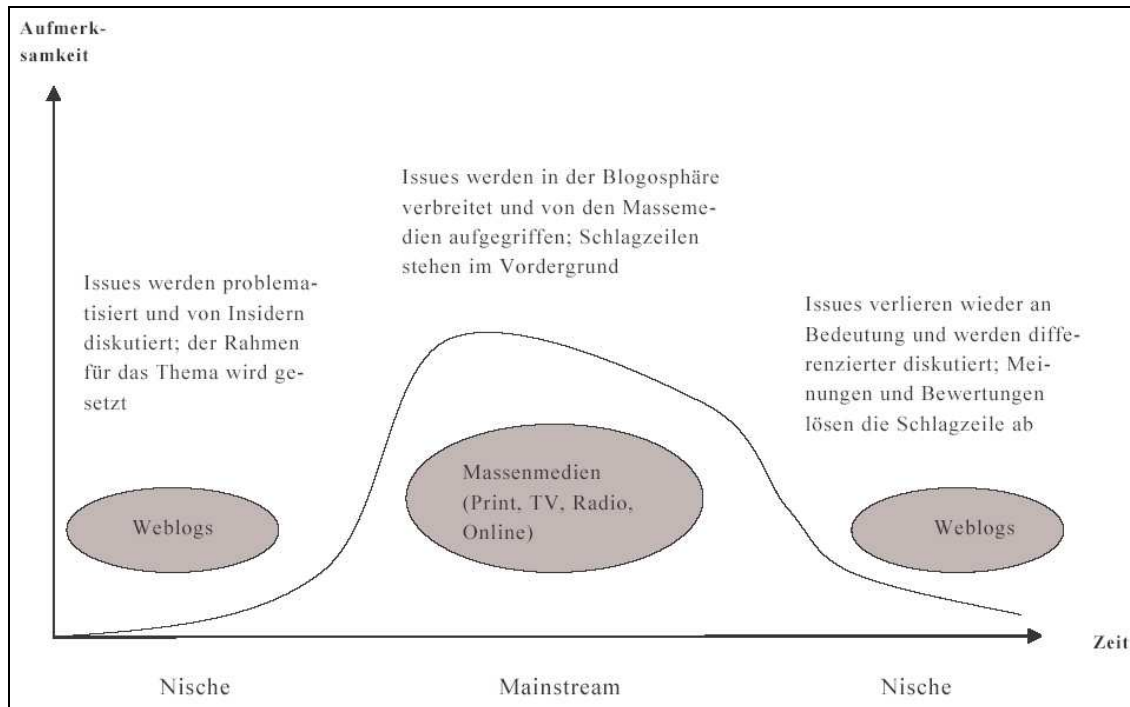 Aufmerk-
samkeit
Issues werden in der Blogosphäre
verbreitet und von den Masseme-
dien aufgegriffen; Schlagzeilen
stehen im Vordergrund
Issues werden problema-
tisiert und von Insidern
diskutiert; der Rahmen
für das Thema wird ge-
setzt
Issues verlieren wieder an
Bedeutung und werden diffe-
renzierter diskutiert; Mei-
nungen und Bewertungen
lösen die Schlagzeile ab
Weblogs
Massenmedien
(Print, TV, Radio,
Online)
Weblogs
Zeit
Nische
Mainstream
Nische